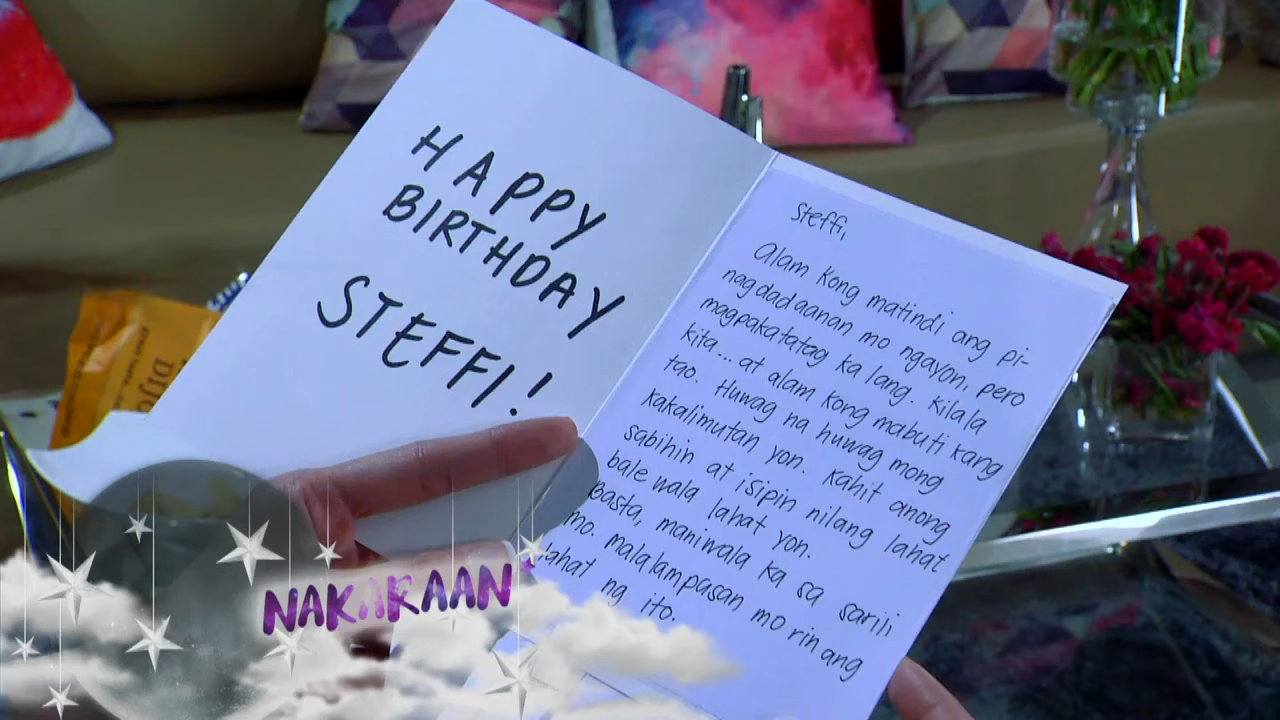 HAPPY
BIRTHDAY
STEFFI!
Steffi,
Alam kong matindi ang pi-
nagdadaanan mo ngayon, pero
magpakatatag ka lang. Kilala
kita... at alam kong mabuti kang
tao. Huwag na huwag mong
kakalimutan yon. Kahit anong
sabihin at isipin nilang lahat
bale wala lahat yon.
Basta, maniwala ka sa sarili
mo. Malalampasan mo rin ang
lahat ng ito.
NAKARAAN